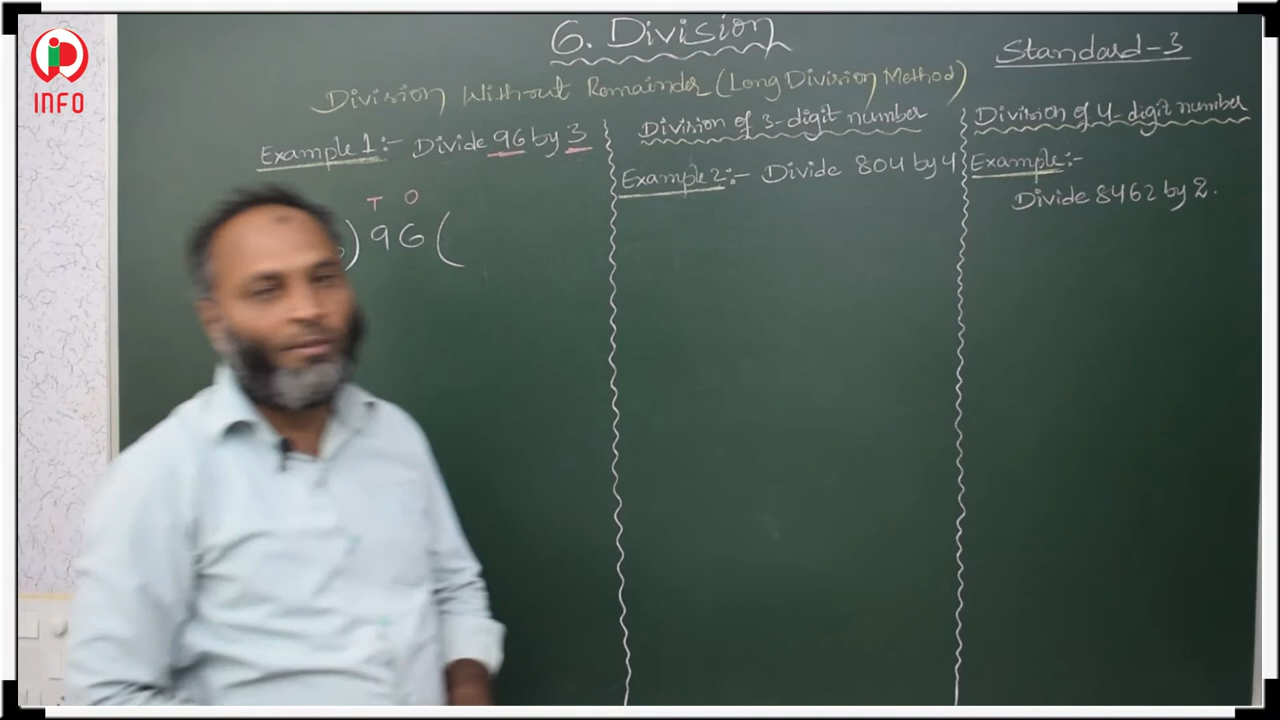 INFO
6. Division
Standard-3
Division Without Remainder (Long Division Method)
Example 1:- Divide 96 by 3
T O
) 96 (
Division of 3-digit number
Example 2:- Divide 804 by 4
Division of 4-digit number
Example:-
Divide 8462 by 2.